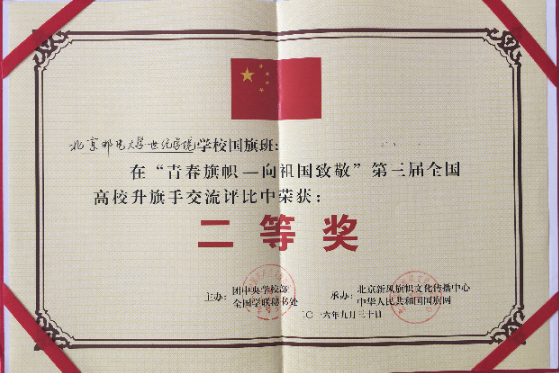 北京邮电大学世纪学院学校国旗班：
在“青春旗帜—向祖国致敬”第三届全国
高校升旗手交流评比中荣获：
二等奖
主办：团中央学校部
全国学联秘书处
承办：北京新风旗帜文化传播中心
中华人民共和国国旗网
二〇一六年九月三十日